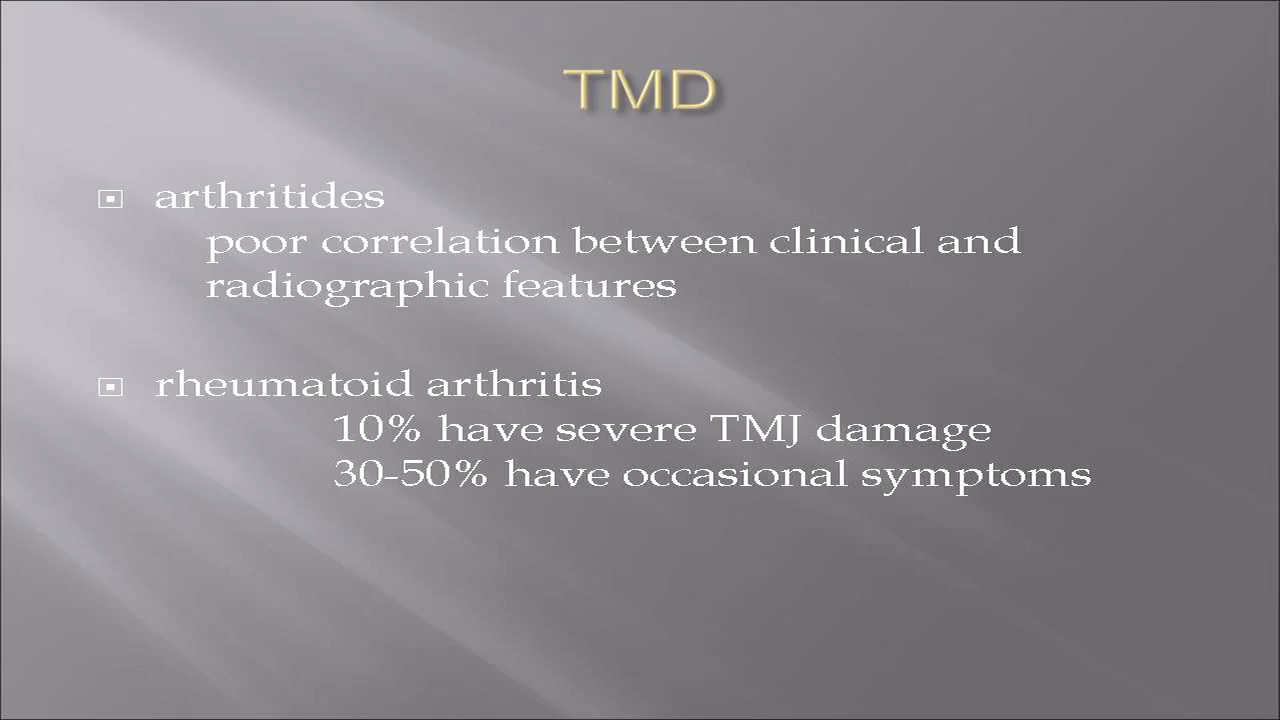 TMD
arthritides
poor correlation between clinical and
radiographic features
rheumatoid arthritis
10% have severe TMJ damage
30-50% have occasional symptoms